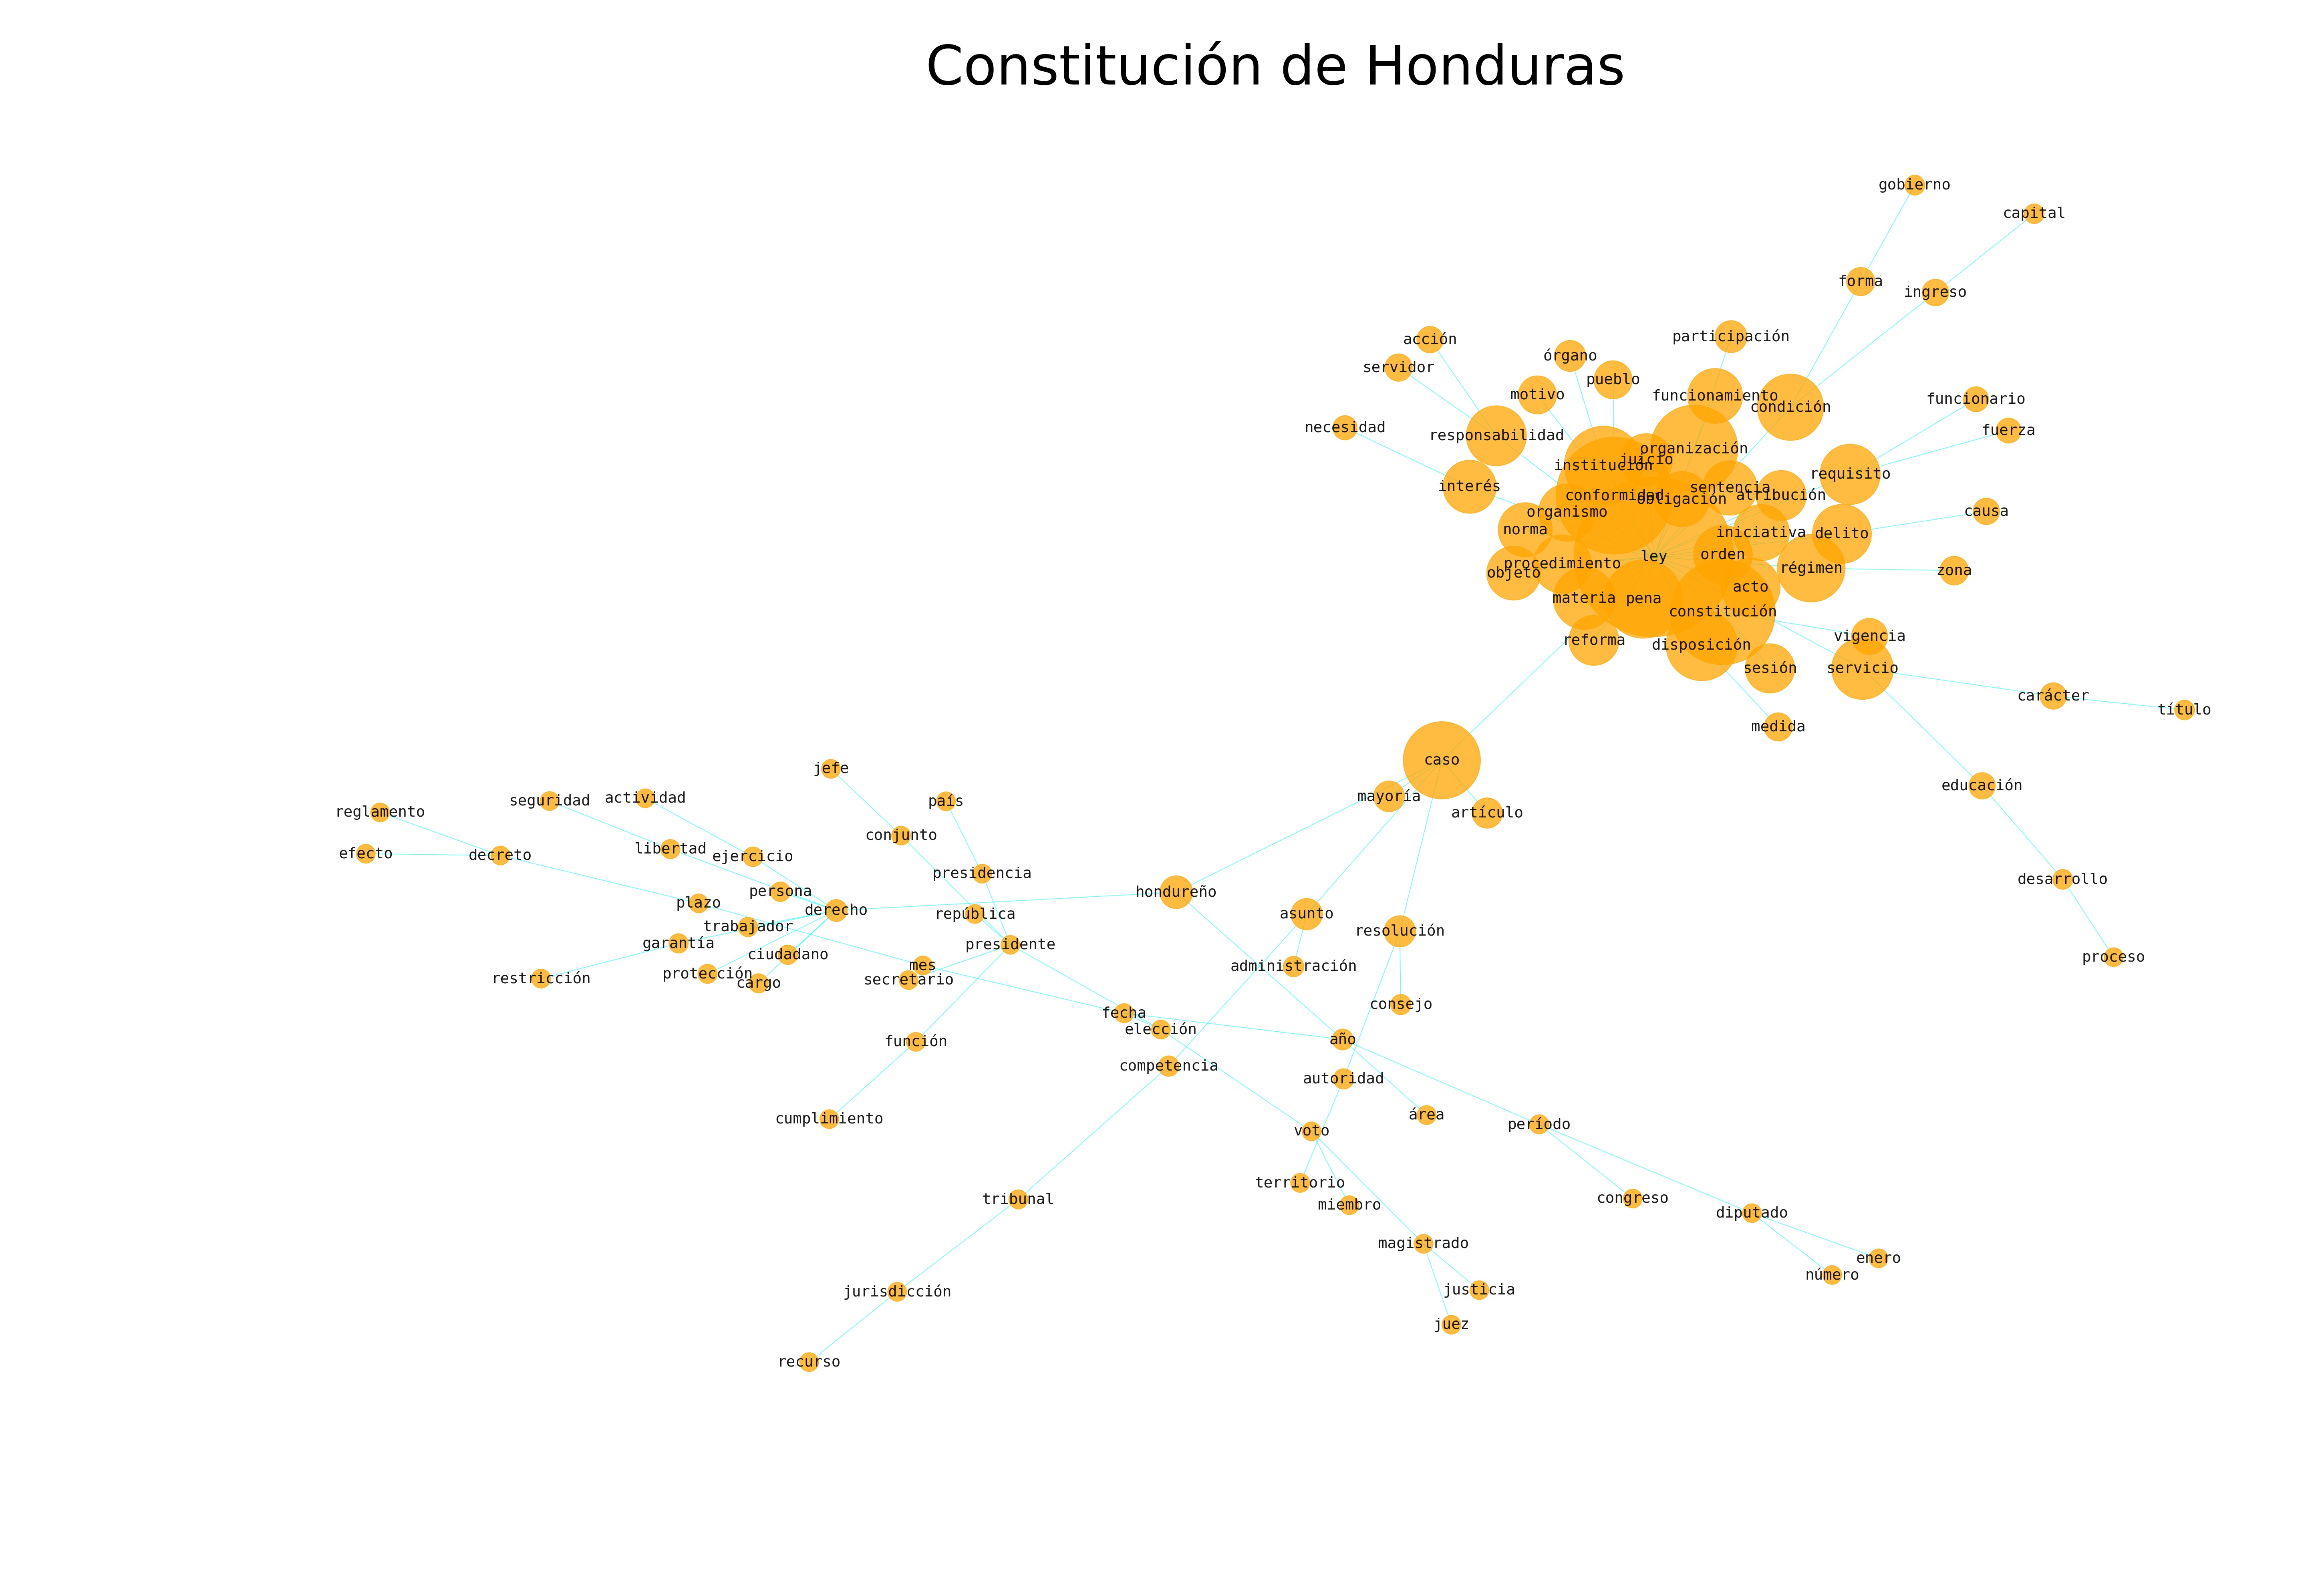 Constitución de Honduras
gobierno
capital
forma
ingreso
participación
acción
órgano
servidor
pueblo
motivo
funcionamiento
condición
funcionario
necesidad
fuerza
responsabilidad
organización
juicio
institución
requisito
interés
sentencia
conformidad
obligación
atribución
organismo
causa
norma
iniciativa
delito
ley
orden
procedimiento
régimen
objeto
zona
acto
materia
pena
constitución
vigencia
reforma
disposición
sesión
servicio
carácter
título
medida
caso
jefe
educación
mayoría
actividad
seguridad
país
reglamento
artículo
conjunto
libertad
efecto
decreto
ejercicio
presidencia
desarrollo
persona
hondureño
plazo
derecho
república
asunto
trabajador
resolución
garantía
presidente
ciudadano
proceso
mes
administración
protección
restricción
secretario
cargo
consejo
fecha
elección
año
función
competencia
autoridad
área
cumplimiento
período
voto
territorio
tribunal
congreso
miembro
diputado
magistrado
enero
número
justicia
jurisdicción
juez
recurso